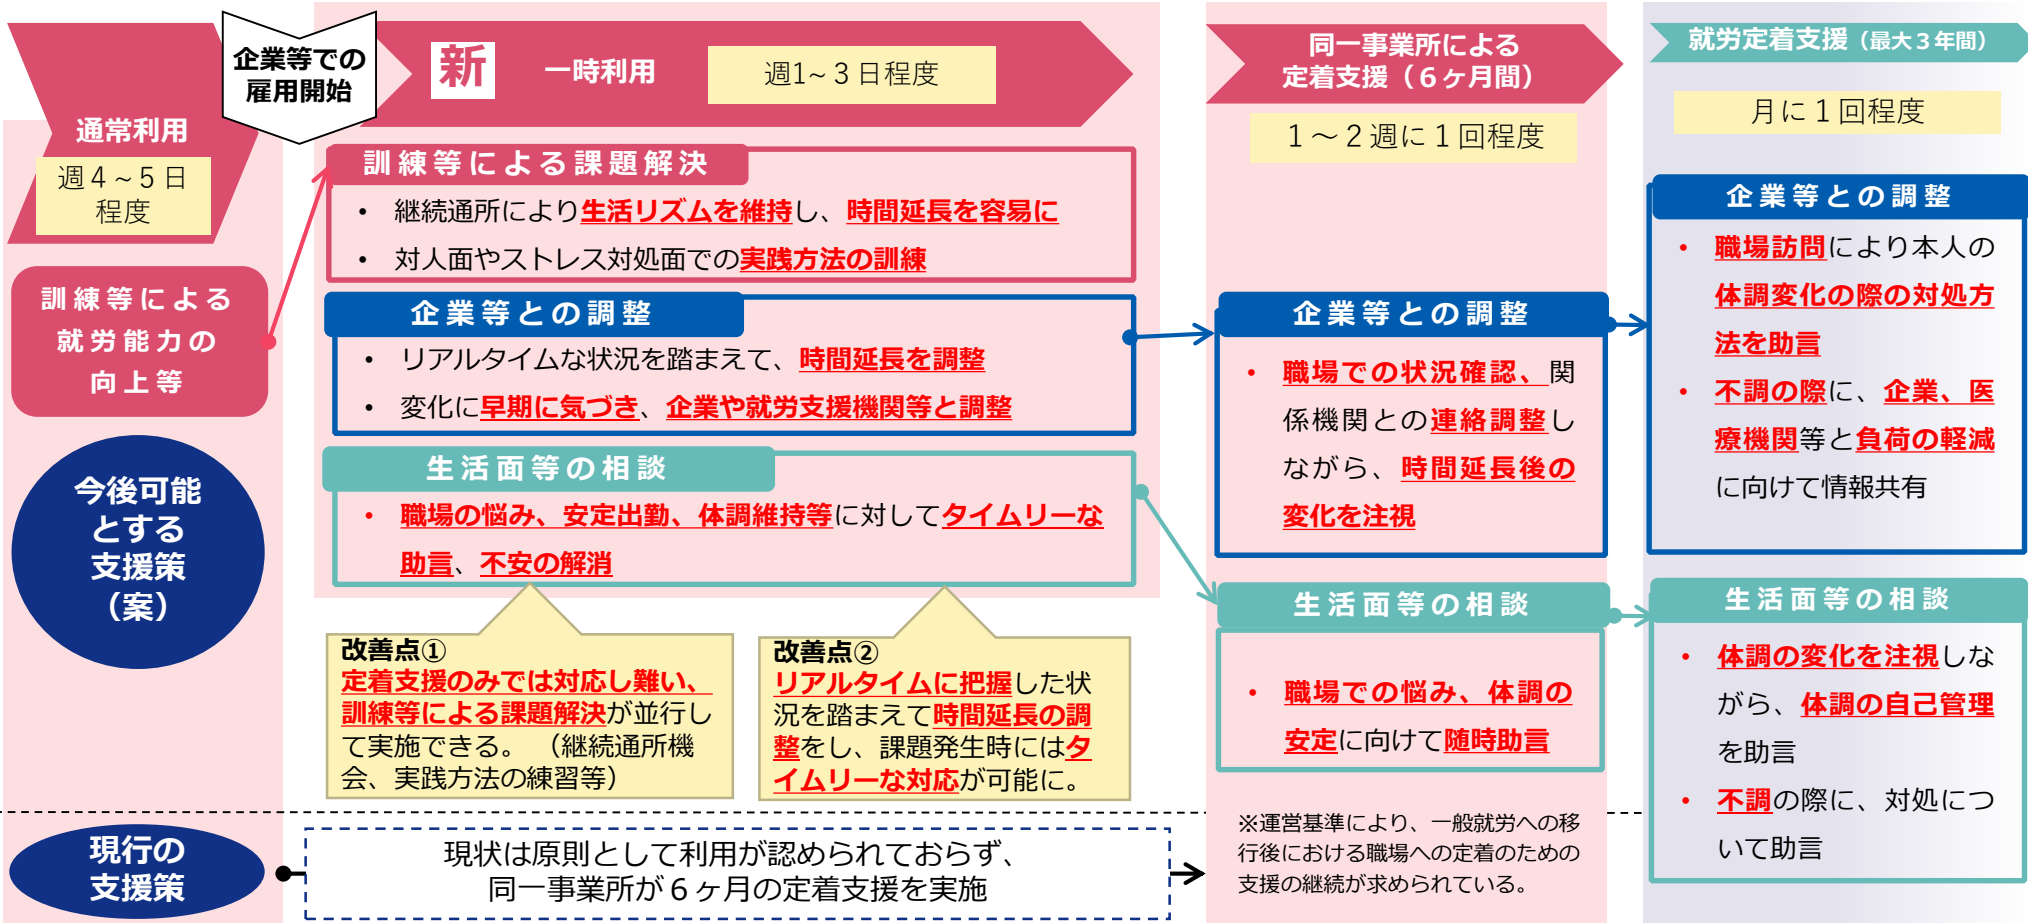 通常利用
週４~５日
程度
企業等での
雇用開始
新
一時利用
週1~３日程度
同一事業所による
定着支援（６ヶ月間）
１～２週に１回程度
就労定着支援（最大３年間）
月に１回程度
訓練等による
就労能力の
向上等
訓練等による課題解決
• 継続通所により生活リズムを維持し、時間延長を容易に
• 対人面やストレス対処面での実践方法の訓練
企業等との調整
• リアルタイムな状況を踏まえて、時間延長を調整
• 変化に早期に気づき、企業や就労支援機関等と調整
生活面等の相談
• 職場の悩み、安定出勤、体調維持等に対してタイムリーな
助言、不安の解消
企業等との調整
• 職場での状況確認、関
係機関との連絡調整し
ながら、時間延長後の
変化を注視
生活面等の相談
• 職場での悩み、体調の
安定に向けて随時助言
企業等との調整
• 職場訪問により本人の
体調変化の際の対処方
法を助言
• 不調の際に、企業、医
療機関等と負荷の軽減
に向けて情報共有
生活面等の相談
• 体調の変化を注視しな
がら、体調の自己管理
を助言
• 不調の際に、対処につ
いて助言
今後可能
とする
支援策
（案）
改善点①
定着支援のみでは対応し難い、
訓練等による課題解決が並行し
て実施できる。（継続通所機
会、実践方法の練習等）
改善点②
リアルタイムに把握した状
況を踏まえて時間延長の調
整をし、課題発生時にはタ
イムリーな対応が可能に。
現行の
支援策
現状は原則として利用が認められておらず、
同一事業所が６ヶ月の定着支援を実施
※運営基準により、一般就労への移
行後における職場への定着のための
支援の継続が求められている。